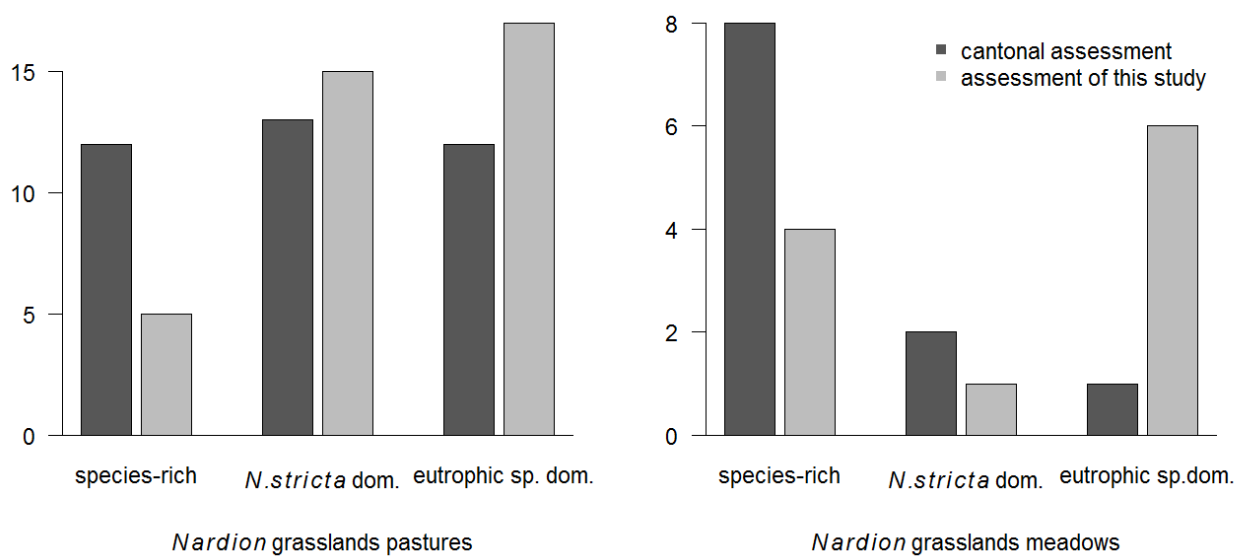 15
10
5
0
species-rich
N.stricta dom.
eutrophic sp. dom.
Nardion grasslands pastures
8
6
4
2
0
cantonal assessment
assessment of this study
species-rich
N.stricta dom.
eutrophic sp.dom.
Nardion grasslands meadows